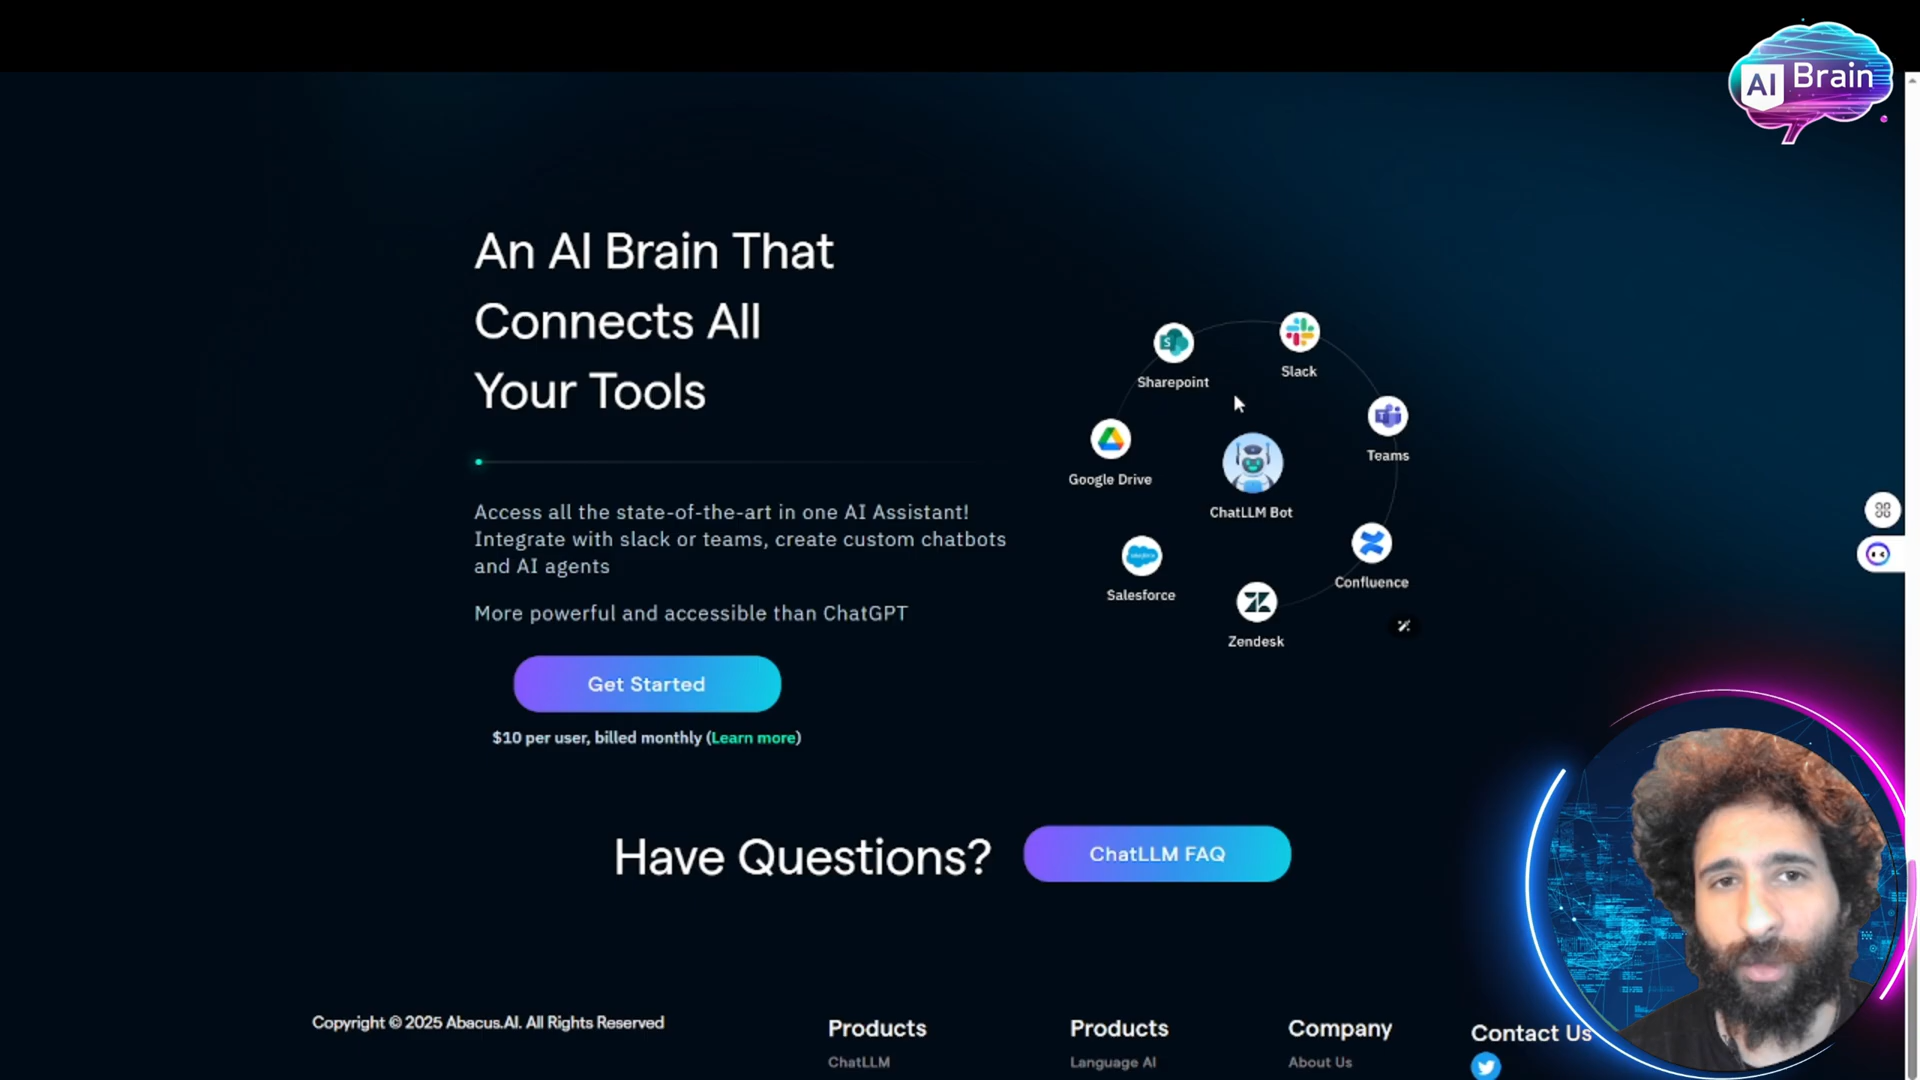 AI Brain
An AI Brain That
Connects All
Your Tools
Access all the state-of-the-art in one AI Assistant!
Integrate with slack or teams, create custom chatbots
and AI agents
More powerful and accessible than ChatGPT
Get Started
$10 per user, billed monthly (Learn more)
Sharepoint
Slack
Google Drive
Teams
ChatLLM Bot
Salesforce
Confluence
Zendesk
Have Questions?
ChatLLM FAQ
Copyright © 2025 Abacus.AI. All Rights Reserved
Products
ChatLLM
Products
Language AI
Company
About Us
Contact Us